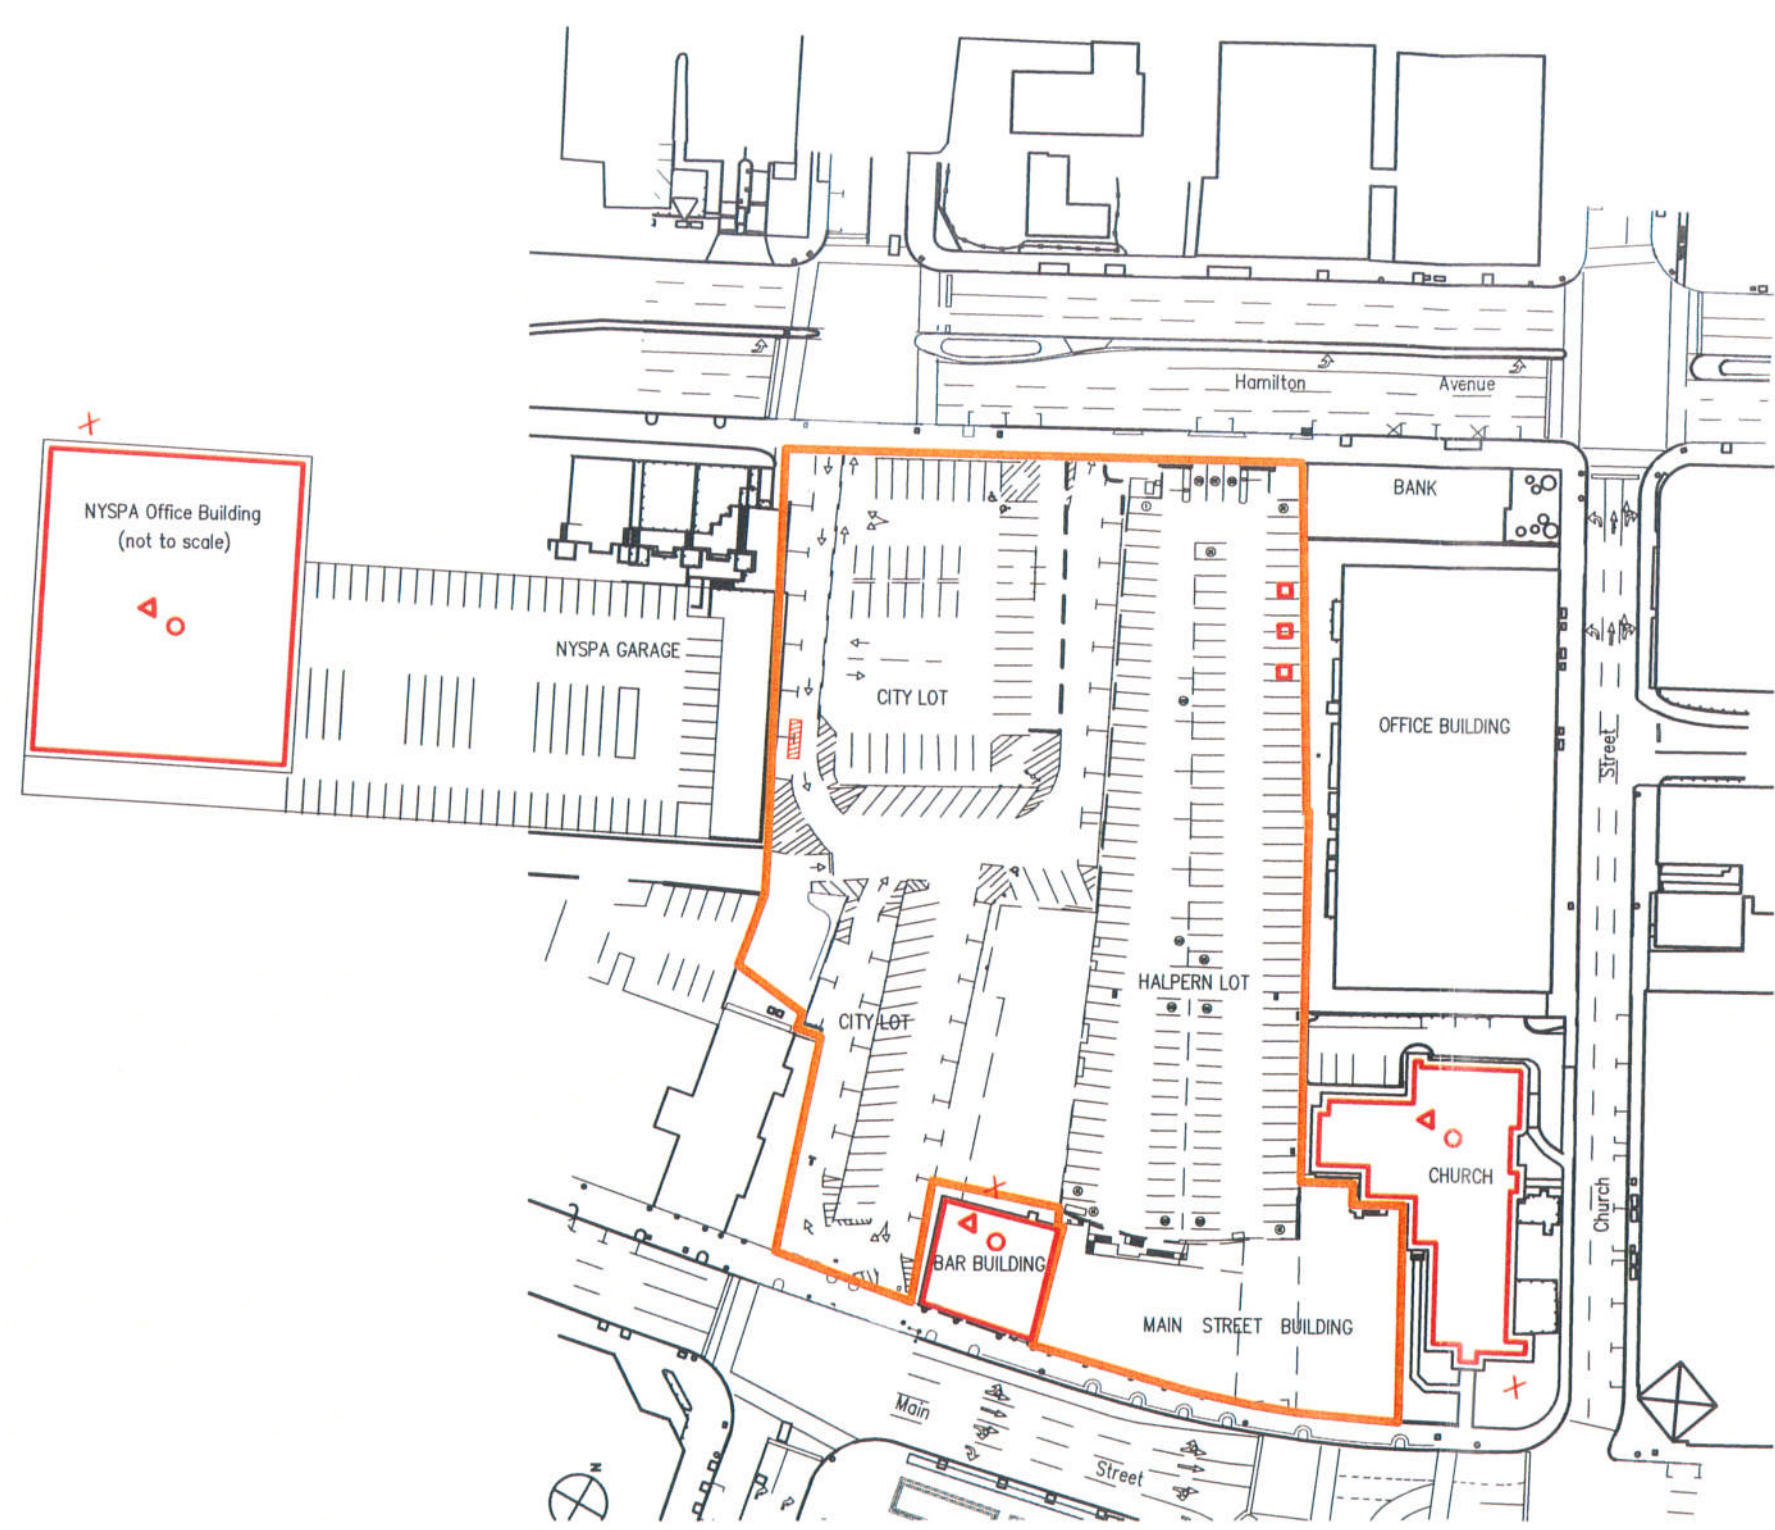 Hamilton Avenue
NYSPA Office Building
(not to scale)
BANK
NYSPA GARAGE
CITY LOT
OFFICE BUILDING
Street
HALPERN LOT
CITY LOT
CHURCH
Church
BAR BUILDING
MAIN STREET BUILDING
Main
Street
N